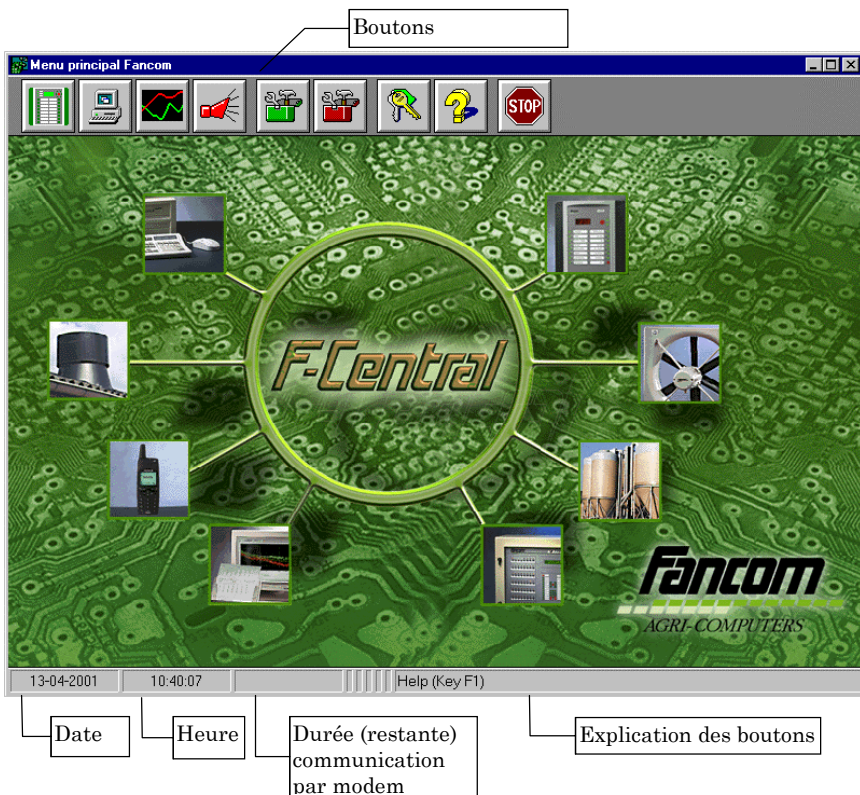 Boutons
Menu principal Fancom
STOP
F-Central
Fancom
AGRI-COMPUTERS
13-04-2001
10:40:07
Help (Key F1)
Date
Heure
Durée (restante)
communication
par modem
Explication des boutons